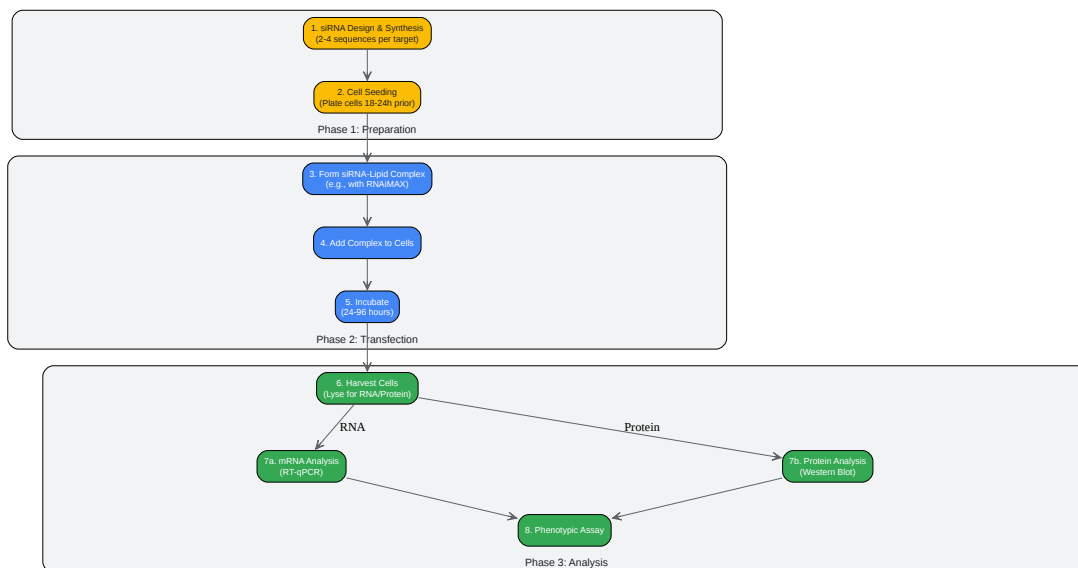 1. siRNA Design & Synthesis
(2-4 sequences per target)
2. Cell Seeding
(Plate cells 18-24h prior)
Phase 1: Preparation
3. Form siRNA-Lipid Complex
(e.g., with RNAiMAX)
4. Add Complex to Cells
5. Incubate
(24-96 hours)
Phase 2: Transfection
6. Harvest Cells
(Lyse for RNA/Protein)
RNA
Protein
7a. mRNA Analysis
(RT-qPCR)
7b. Protein Analysis
(Western Blot)
8. Phenotypic Assay
Phase 3: Analysis